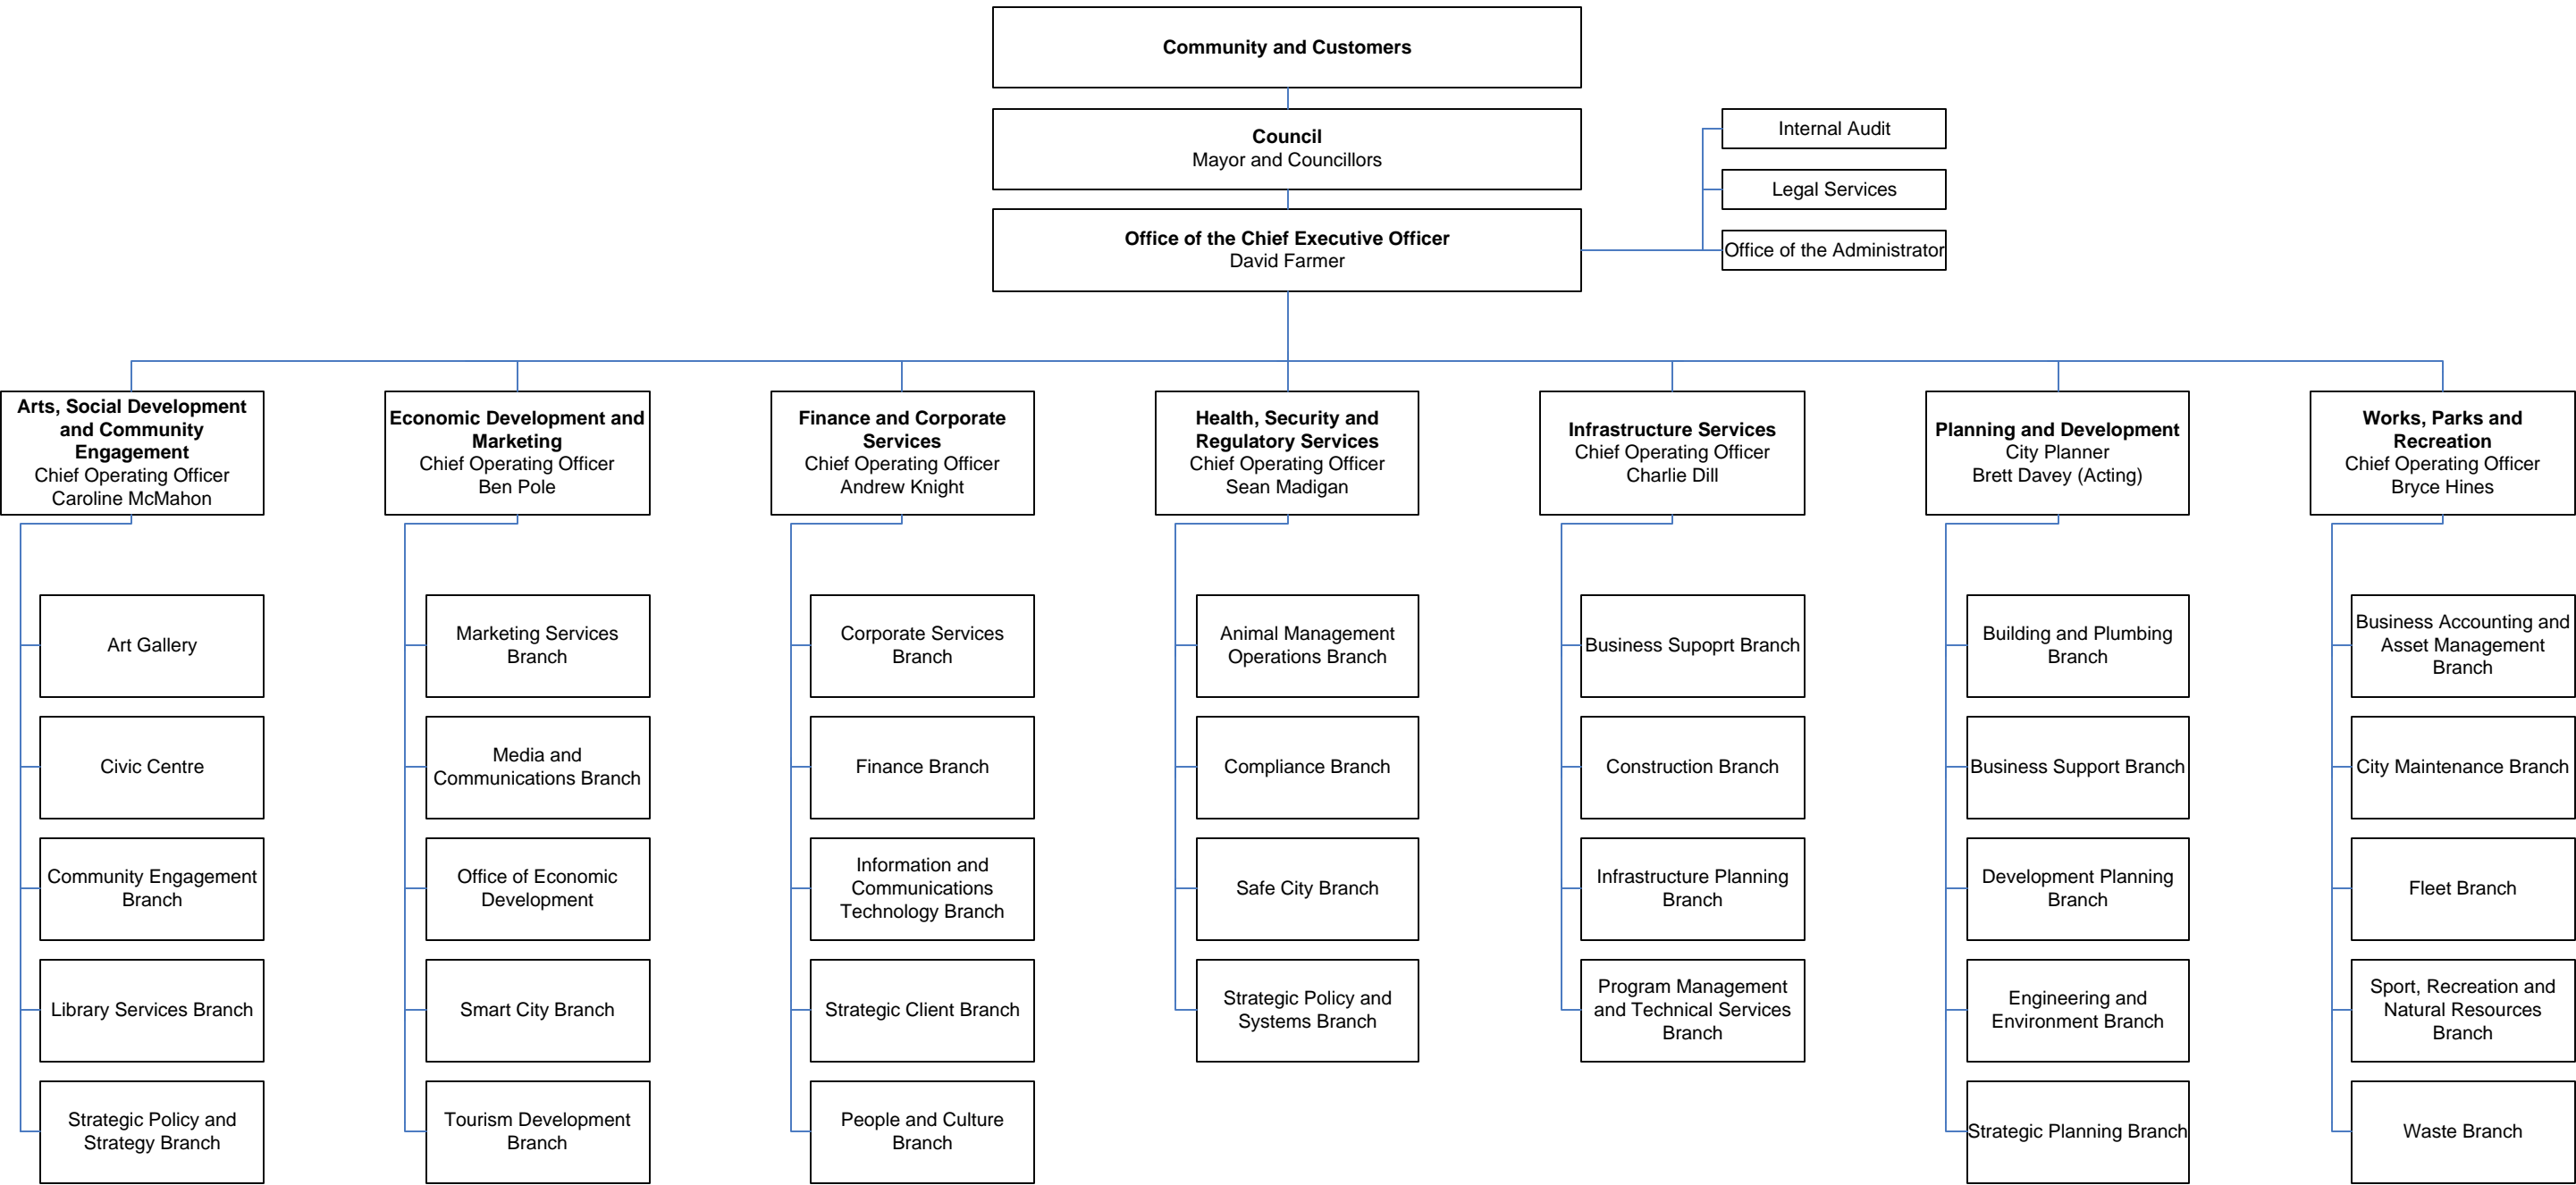 Community and Customers
Council
Mayor and Councillors
Office of the Chief Executive Officer
David Farmer
Internal Audit
Legal Services
Office of the Administrator
Arts, Social Development
and Community
Engagement
Chief Operating Officer
Caroline McMahon
Art Gallery
Civic Centre
Community Engagement
Branch
Library Services Branch
Strategic Policy and
Strategy Branch
Economic Development and
Marketing
Chief Operating Officer
Ben Pole
Marketing Services
Branch
Media and
Communications Branch
Office of Economic
Development
Smart City Branch
Tourism Development
Branch
Finance and Corporate
Services
Chief Operating Officer
Andrew Knight
Corporate Services
Branch
Finance Branch
Information and
Communications
Technology Branch
Strategic Client Branch
People and Culture
Branch
Health, Security and
Regulatory Services
Chief Operating Officer
Sean Madigan
Animal Management
Operations Branch
Compliance Branch
Safe City Branch
Strategic Policy and
Systems Branch
Infrastructure Services
Chief Operating Officer
Charlie Dill
Business Supoprt Branch
Construction Branch
Infrastructure Planning
Branch
Program Management
and Technical Services
Branch
Planning and Development
City Planner
Brett Davey (Acting)
Building and Plumbing
Branch
Business Support Branch
Development Planning
Branch
Engineering and
Environment Branch
Strategic Planning Branch
Works, Parks and
Recreation
Chief Operating Officer
Bryce Hines
Business Accounting and
Asset Management
Branch
City Maintenance Branch
Fleet Branch
Sport, Recreation and
Natural Resources
Branch
Waste Branch